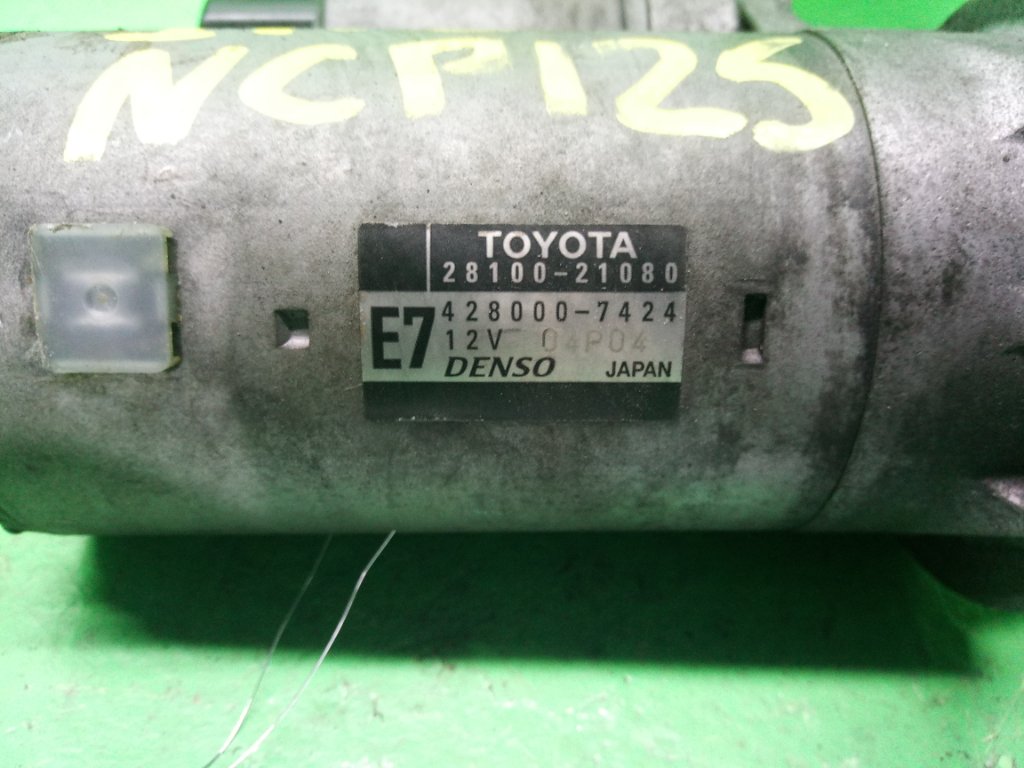 NCP125
TOYOTA
28100-21080
E7
428000-7424
12V 04P04
DENSO JAPAN